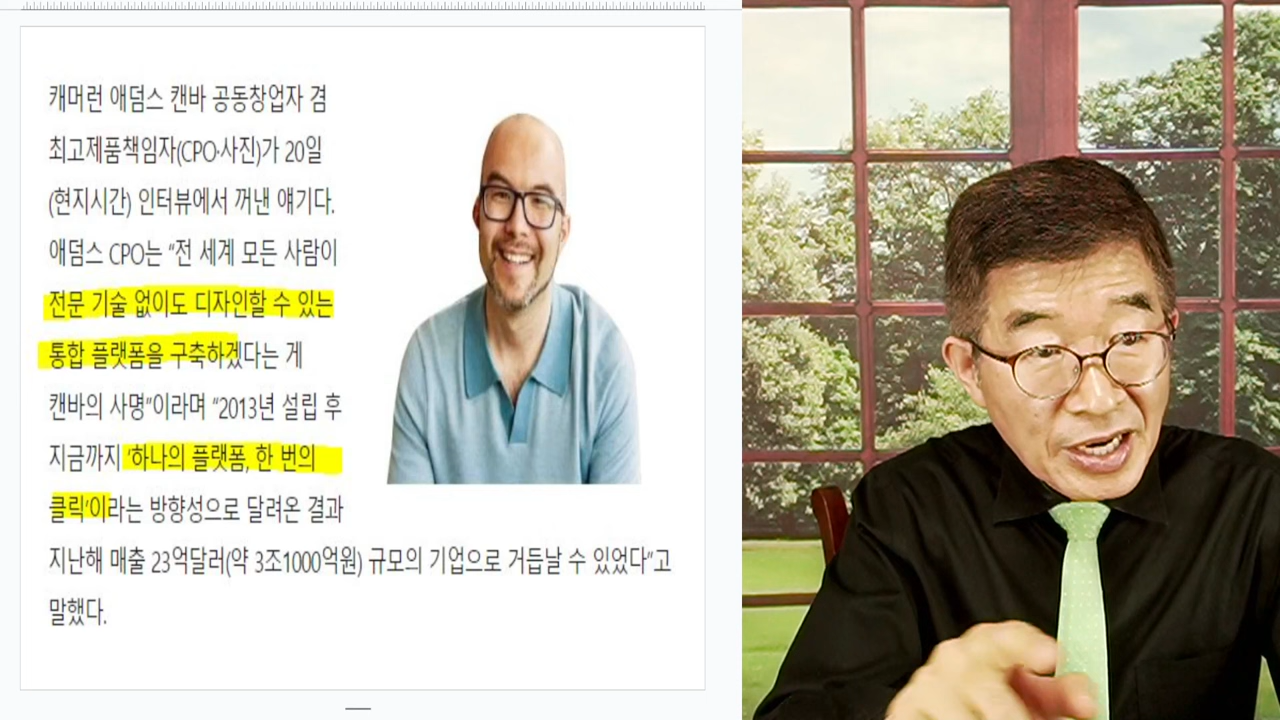 캐머런 애덤스 캔바 공동창업자 겸
최고제품책임자(CPO·사진)가 20일
(현지시간) 인터뷰에서 꺼낸 얘기다.
애덤스 CPO는 “전 세계 모든 사람이
전문 기술 없이도 디자인할 수 있는
통합 플랫폼을 구축하겠다는 게
캔바의 사명”이라며 “2013년 설립 후
지금까지 ‘하나의 플랫폼, 한 번의
클릭’이라는 방향성으로 달려온 결과
지난해 매출 23억달러(약 3조1000억원) 규모의 기업으로 거듭날 수 있었다”고
말했다.